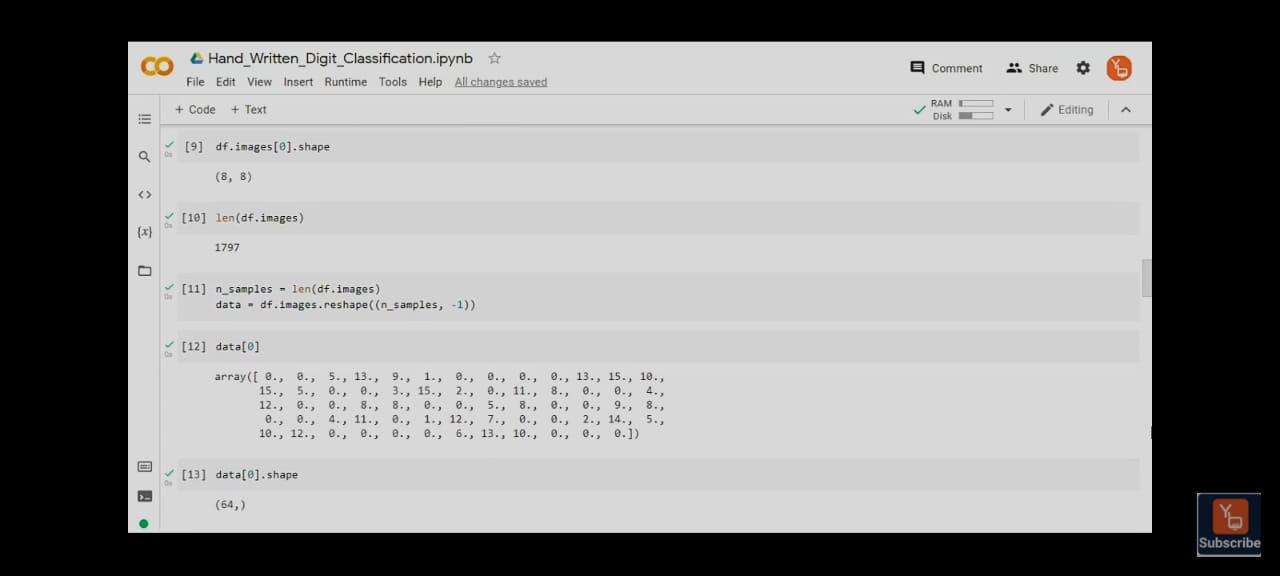 Hand_Written_Digit_Classification.ipynb
Comment
Share
File Edit View Insert Runtime Tools Help All changes saved
+ Code + Text
RAM
Disk
Editing
[9] df.images[0].shape
0s
(8, 8)
[10] len(df.images)
0s
1797
[11] n_samples = len(df.images)
0s
data = df.images.reshape((n_samples, -1))
[12] data[0]
0s
array([ 0., 0., 5., 13., 9., 1., 0., 0., 0., 0., 13., 15., 10.,
15., 5., 0., 0., 3., 15., 2., 0., 11., 8., 0., 0., 4.,
12., 0., 0., 8., 8., 0., 0., 5., 8., 0., 0., 9., 8.,
0., 0., 4., 11., 0., 1., 12., 7., 0., 0., 2., 14., 5.,
10., 12., 0., 0., 0., 0., 6., 13., 10., 0., 0., 0.])
[13] data[0].shape
0s
(64,)
Subscribe